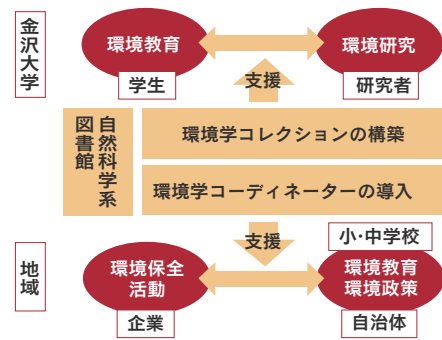 金沢大学
環境教育
環境研究
学生
支援
研究者
自然科学系
図書館
環境学コレクションの構築
環境学コーディネーターの導入
地域
支援
小・中学校
環境保全
活動
環境教育
環境政策
企業
自治体